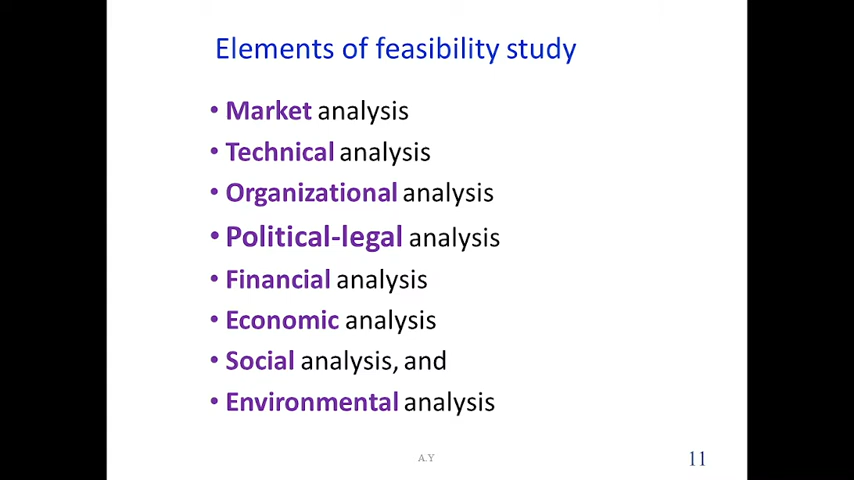 Elements of feasibility study
• Market analysis
• Technical analysis
• Organizational analysis
• Political-legal analysis
• Financial analysis
• Economic analysis
• Social analysis, and
• Environmental analysis
A.Y
11